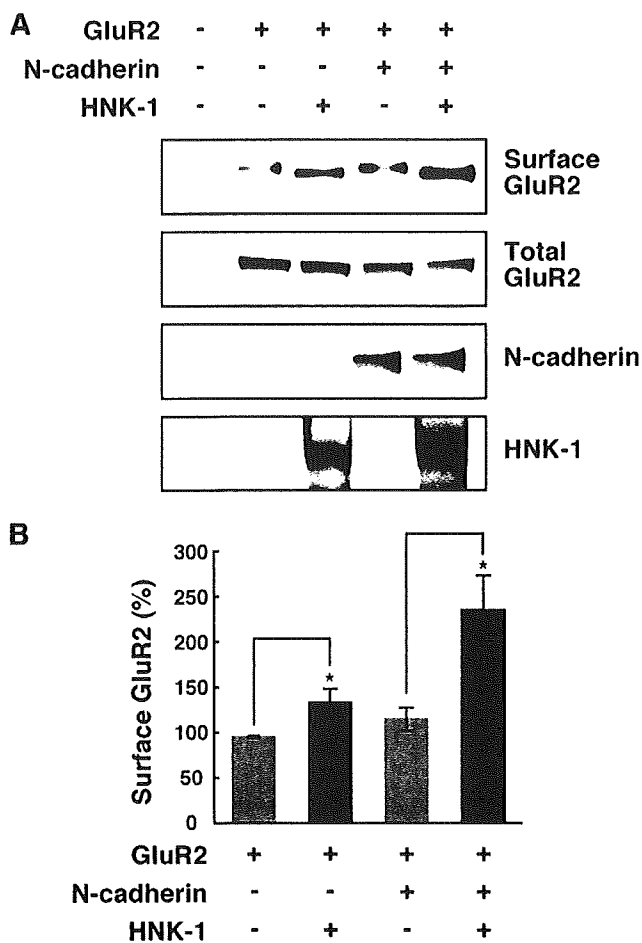 A
GluR2 - + + + +
N-cadherin - - - + +
HNK-1 - - + - +
Surface
GluR2
Total
GluR2
N-cadherin
HNK-1
B
Surface GluR2 (%)
300
250
200
150
100
50
0
*
*
GluR2 + + + +
N-cadherin - - + +
HNK-1 - + - +